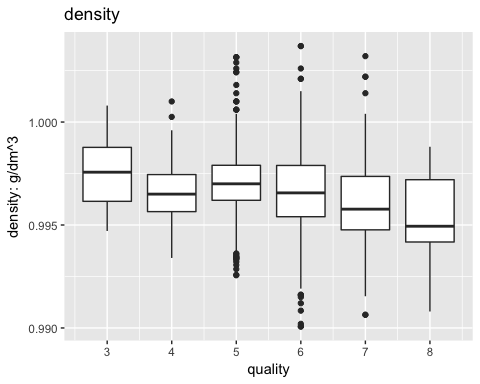 density
density: g/dm^3
1.000
0.995
0.990
3 4 5 6 7 8
quality